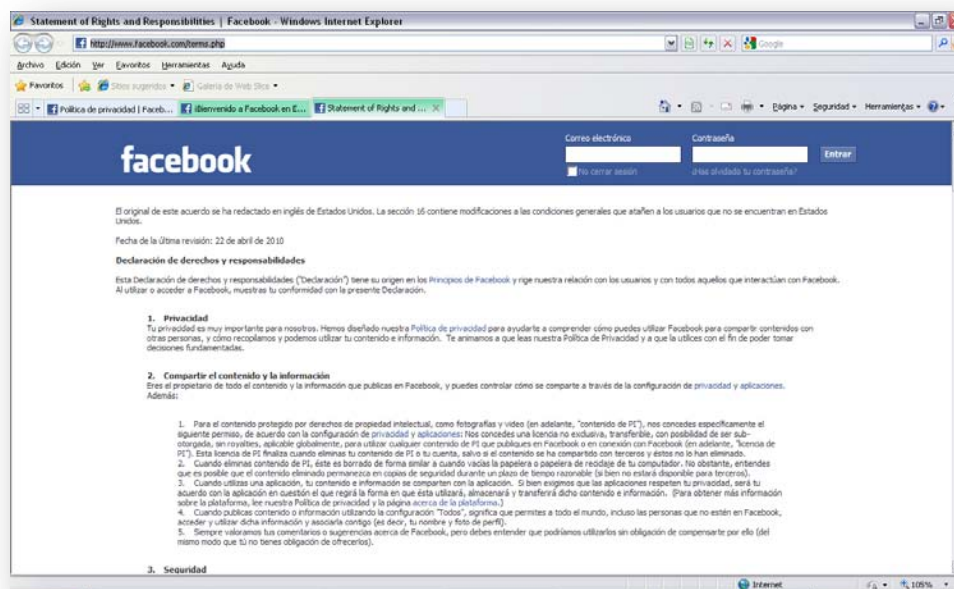 Statement of Rights and Responsibilities | Facebook - Windows Internet Explorer
http://www.facebook.com/terms.php
Google
Archivo Edición Ver Favoritos Herramientas Ayuda
Favoritos Sitios sugeridos Galería de Web Slice
Política de privacidad | Faceb... ¡Bienvenido a Facebook en E... Statement of Rights and ... Página Seguridad Herramientas
Correo electrónico Contraseña
facebook
Entrar
No cerrar sesión ¿Has olvidado tu contraseña?
El original de este acuerdo se ha redactado en inglés de Estados Unidos. La sección 16 contiene modificaciones a las condiciones generales que atañen a los usuarios que no se encuentran en Estados
Unidos.
Fecha de la última revisión: 22 de abril de 2010
Declaración de derechos y responsabilidades
Esta Declaración de derechos y responsabilidades ("Declaración") tiene su origen en los Principios de Facebook y rige nuestra relación con los usuarios y con todos aquellos que interactúan con Facebook.
Al utilizar o acceder a Facebook, muestras tu conformidad con la presente Declaración.
1. Privacidad
Tu privacidad es muy importante para nosotros. Hemos diseñado nuestra Política de privacidad para ayudarte a comprender cómo puedes utilizar Facebook para compartir contenidos con
otras personas, y cómo recopilamos y podemos utilizar tu contenido e información. Te animamos a que leas nuestra Política de Privacidad y a que la utilices con el fin de poder tomar
decisiones fundamentadas.
2. Compartir el contenido y la información
Eres el propietario de todo el contenido y la información que publicas en Facebook, y puedes controlar cómo se comparte a través de la configuración de privacidad y aplicaciones.
Además:
1. Para el contenido protegido por derechos de propiedad intelectual, como fotografías y video (en adelante, "contenido de PI"), nos concedes específicamente el
siguiente permiso, de acuerdo con la configuración de privacidad y aplicaciones: Nos concedes una licencia no exclusiva, transferible, con posibilidad de ser sub-
otorgada, sin royalties, aplicable globalmente, para utilizar cualquier contenido de PI que publiques en Facebook o en conexión con Facebook (en adelante, "licencia de
PI"). Esta licencia de PI finaliza cuando eliminas tu contenido de PI o tu cuenta, salvo si el contenido se ha compartido con terceros y éstos no lo han eliminado.
2. Cuando eliminas contenido de PI, éste es borrado de forma similar a cuando vacías la papelera o papelera de reciclaje de tu computador. No obstante, entiendes
que es posible que el contenido eliminado permanezca en copias de seguridad durante un plazo de tiempo razonable (si bien no estará disponible para terceros).
3. Cuando utilizas una aplicación, tu contenido e información se comparten con la aplicación. Si bien exigimos que las aplicaciones respeten tu privacidad, será tu
acuerdo con la aplicación en cuestión el que regirá la forma en que ésta utilizará, almacenará y transferirá dicho contenido e información. (Para obtener más información
sobre la plataforma, lee nuestra Política de privacidad y la página acerca de la plataforma.)
4. Cuando publicas contenido o información utilizando la configuración "Todos", significa que permites a todo el mundo, incluso las personas que no estén en Facebook,
acceder y utilizar dicha información y asociarla contigo (es decir, tu nombre y foto de perfil).
5. Siempre valoramos tus comentarios o sugerencias acerca de Facebook, pero debes entender que podríamos utilizarlos sin obligación de compensarte por ello (del
mismo modo que tú no tienes obligación de ofrecerlos).
3. Seguridad
Internet 105%